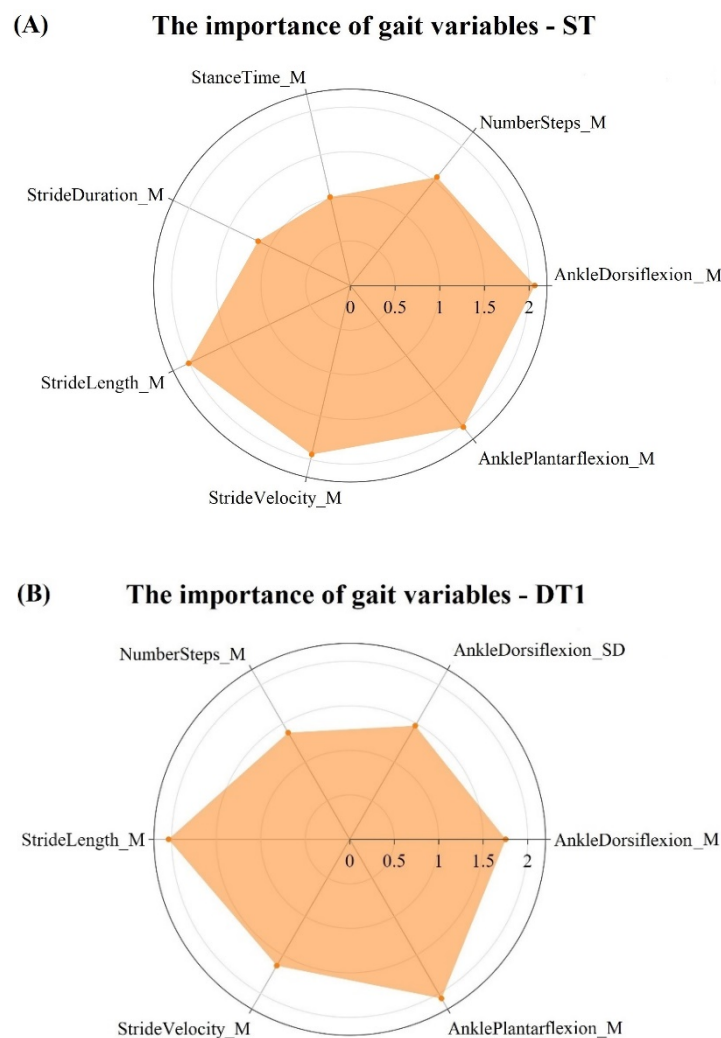 (A) The importance of gait variables - ST
StanceTime_M
NumberSteps_M
StrideDuration_M
AnkleDorsiflexion_M
0 0.5 1 1.5 2
StrideLength_M
AnklePlantarflexion_M
StrideVelocity_M
(B) The importance of gait variables - DT1
NumberSteps_M
AnkleDorsiflexion_SD
StrideLength_M
AnkleDorsiflexion_M
0 0.5 1 1.5 2
StrideVelocity_M
AnklePlantarflexion_M